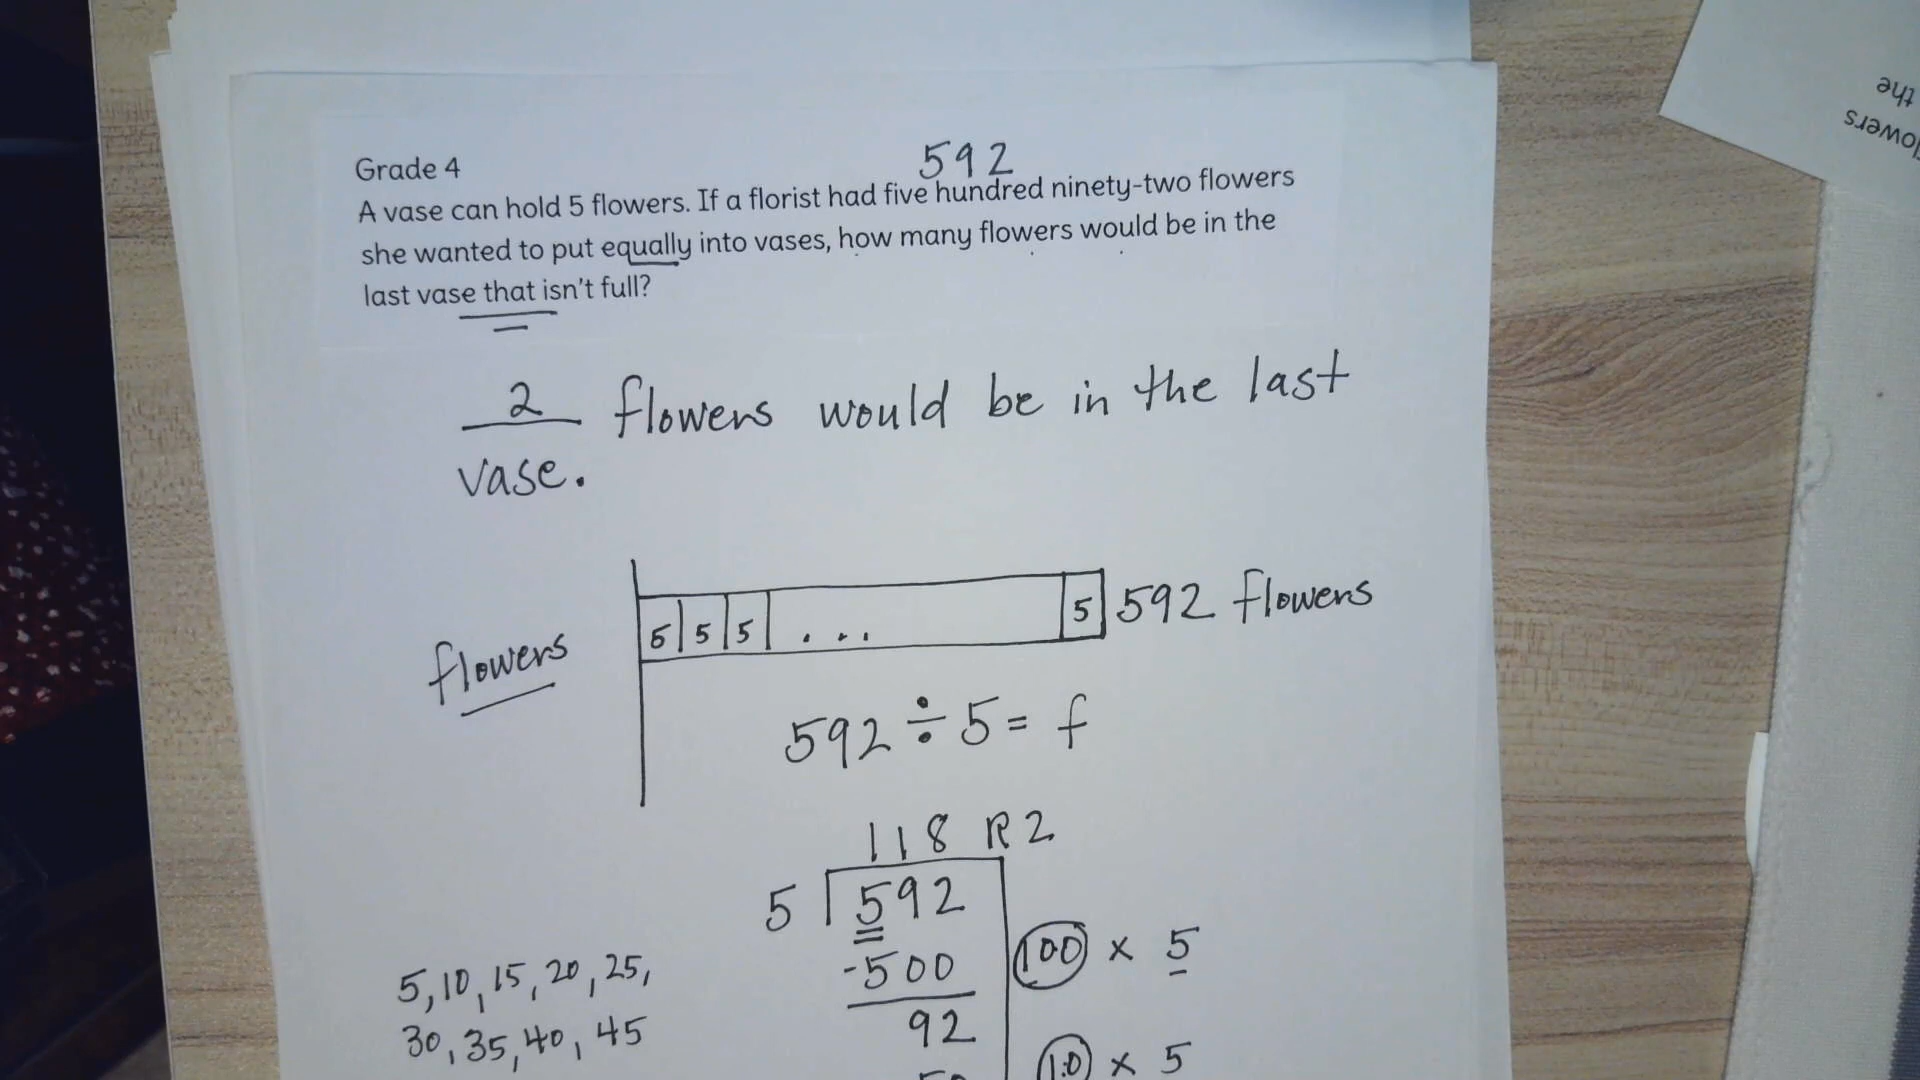 the
flowers
Grade 4
592
A vase can hold 5 flowers. If a florist had five hundred ninety-two flowers
she wanted to put equally into vases, how many flowers would be in the
last vase that isn't full?
2 flowers would be in the last
vase.
flowers
5 5 5 ... 5 592 flowers
592 ÷ 5 = f
118 R2
5 592
-500 100 x 5
92
10 x 5
5, 10, 15, 20, 25,
30, 35, 40, 45